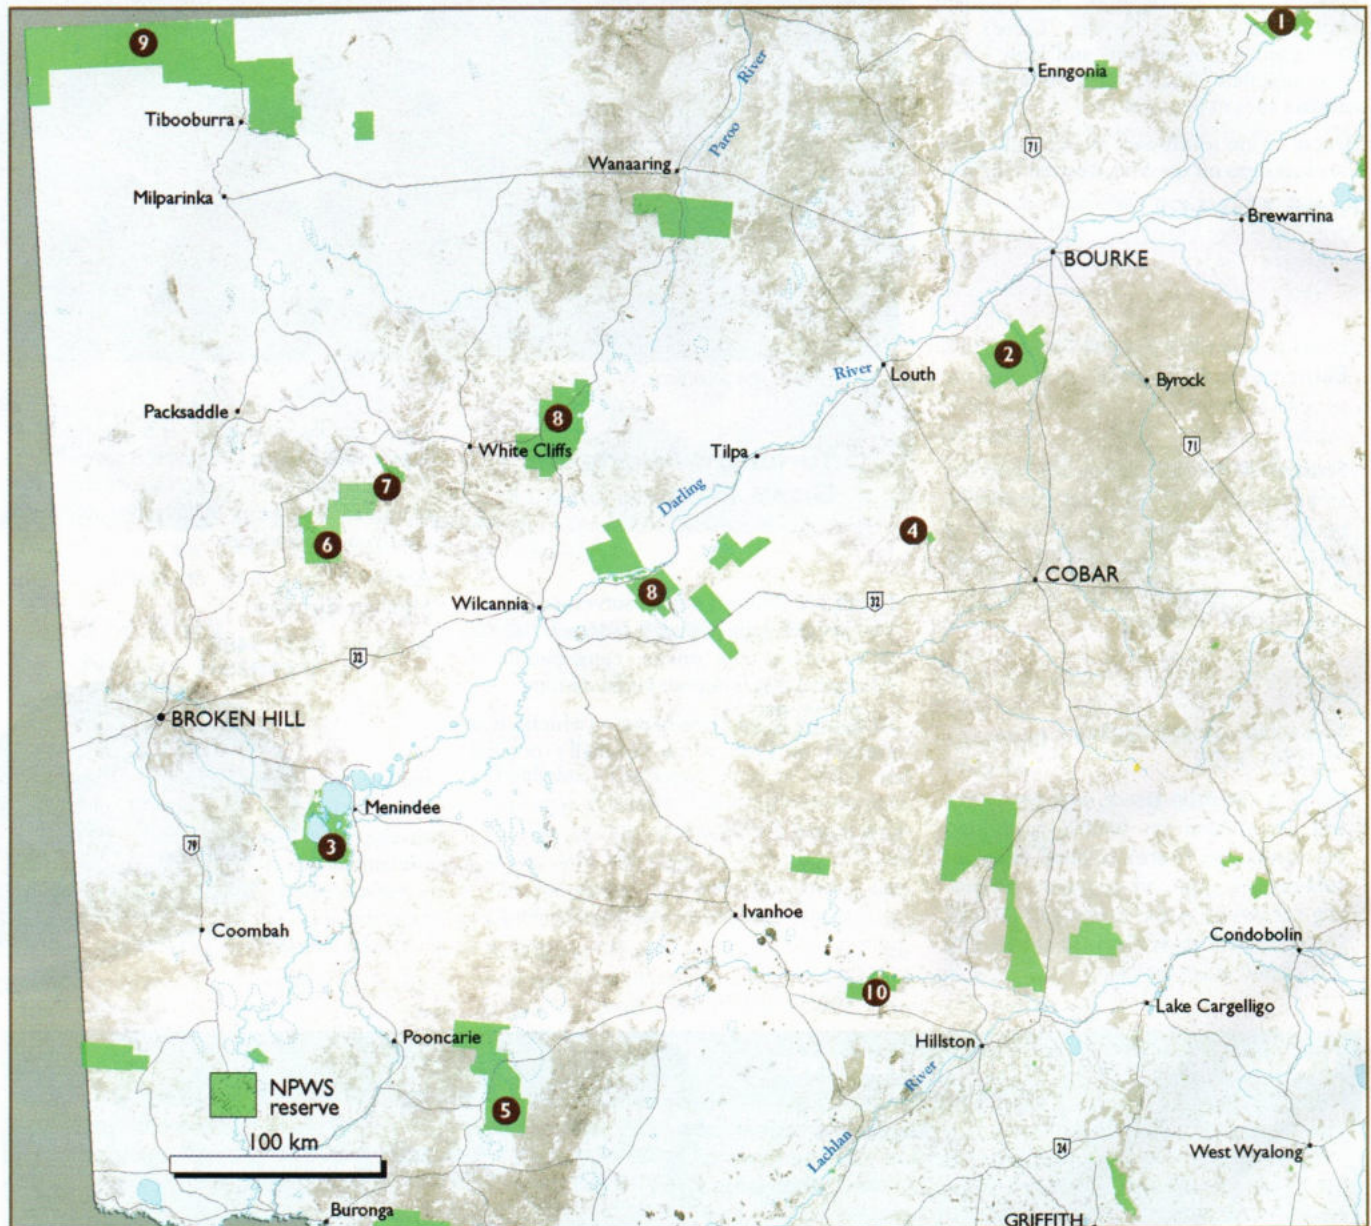 1
9
River
Enngonia
Tibooburra
Paroo
71
Wanaaring
Milparinka
Brewarrina
BOURKE
2
River
Louth
Byrock
Packsaddle
8
White Cliffs
Tilpa
71
7
Darling
4
6
COBAR
8
Wilcannia
32
32
BROKEN HILL
Menindee
79
3
Ivanhoe
Coombah
Condobolin
10
Lake Cargelligo
Pooncarie
Hillston
River
NPWS
reserve
5
100 km
Lachlan
24
West Wyalong
Buronga
GRIFFITH